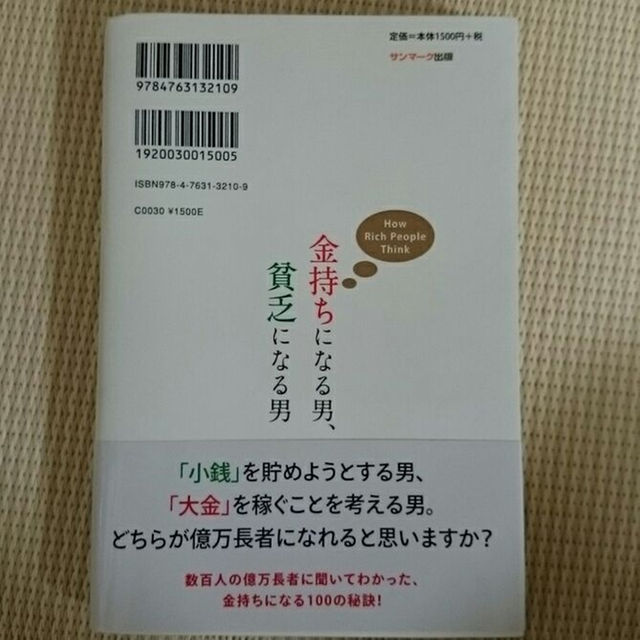 9784763132109
1920030015005
ISBN978-4-7631-3210-9
C0030 ¥1500E
定価=本体1500円+税
サンマーク出版
How
Rich People
Think
金持ちになる男、
貧乏になる男
「小銭」を貯めようとする男、
「大金」を稼ぐことを考える男。
どちらが億万長者になれると思いますか?
数百人の億万長者に聞いてわかった、
金持ちになる100の秘訣!